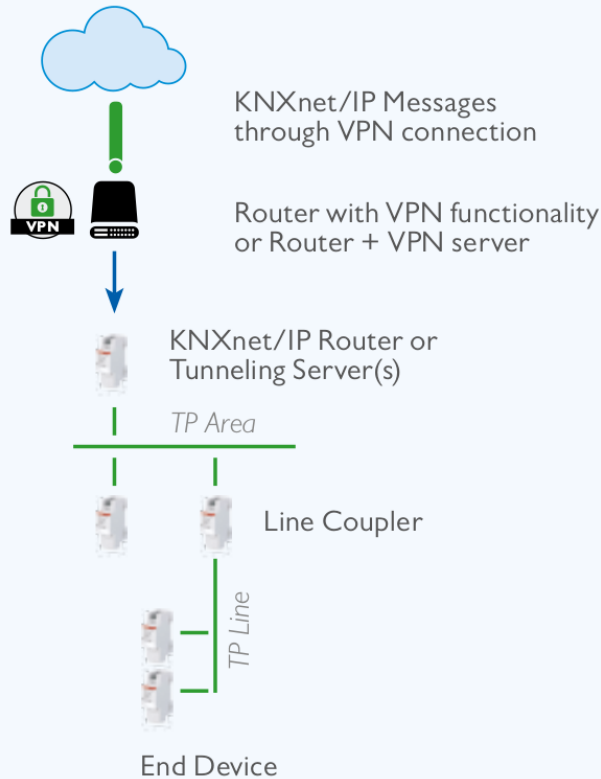 KNXnet/IP Messages
through VPN connection
VPN
Router with VPN functionality
or Router + VPN server
KNXnet/IP Router or
Tunneling Server(s)
TP Area
Line Coupler
TP Line
End Device